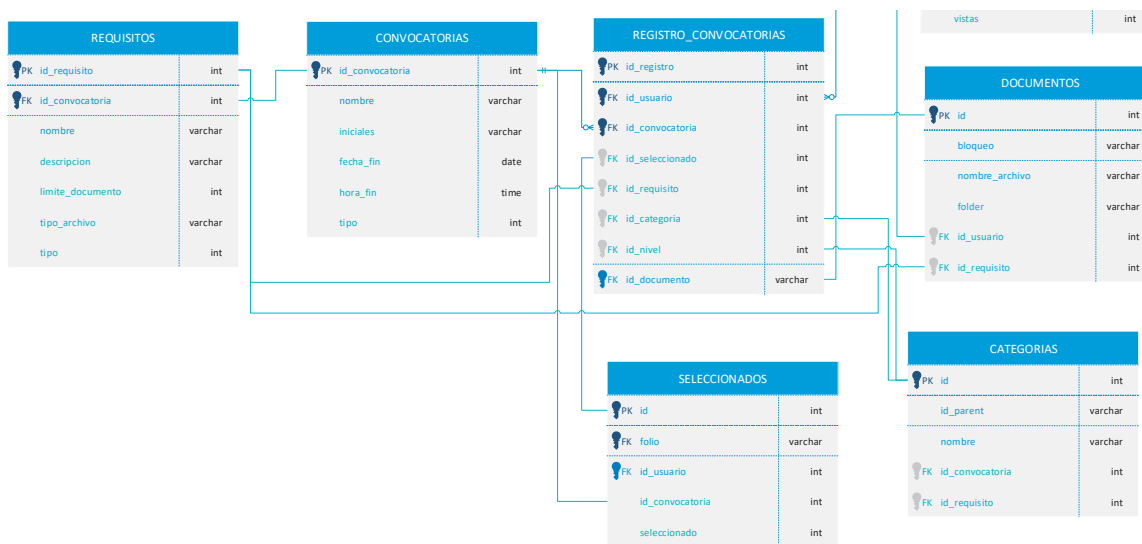 vistas int
REQUISITOS
PK id_requisito int
FK id_convocatoria int
nombre varchar
descripcion varchar
limite_documento int
tipo_archivo varchar
tipo int
CONVOCATORIAS
PK id_convocatoria int
nombre varchar
iniciales varchar
fecha_fin date
hora_fin time
tipo int
REGISTRO_CONVOCATORIAS
PK id_registro int
FK id_usuario int
FK id_convocatoria int
FK id_seleccionado int
FK id_requisito int
FK id_categoria int
FK id_nivel int
FK id_documento varchar
DOCUMENTOS
PK id int
bloqueo varchar
nombre_archivo varchar
folder varchar
FK id_usuario int
FK id_requisito int
SELECCIONADOS
PK id int
FK folio varchar
FK id_usuario int
id_convocatoria int
seleccionado int
CATEGORIAS
PK id int
id_parent varchar
nombre varchar
FK id_convocatoria int
FK id_requisito int